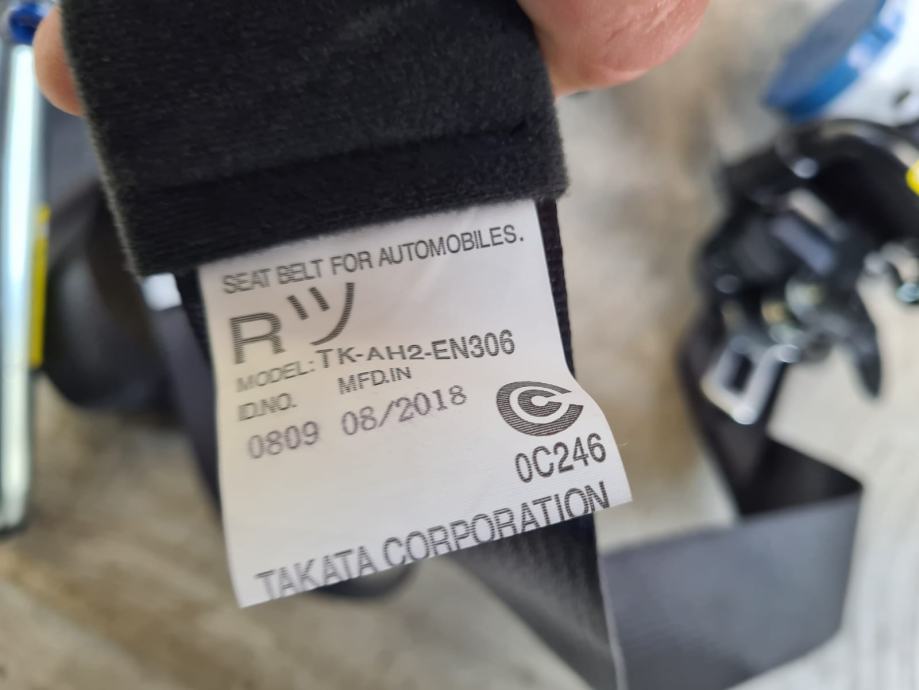 SEAT BELT FOR AUTOMOBILES.
Rツ
MODEL:TK-AH2-EN306
ID.NO. MFD.IN
0809 08/2018
0C246
TAKATA CORPORATION